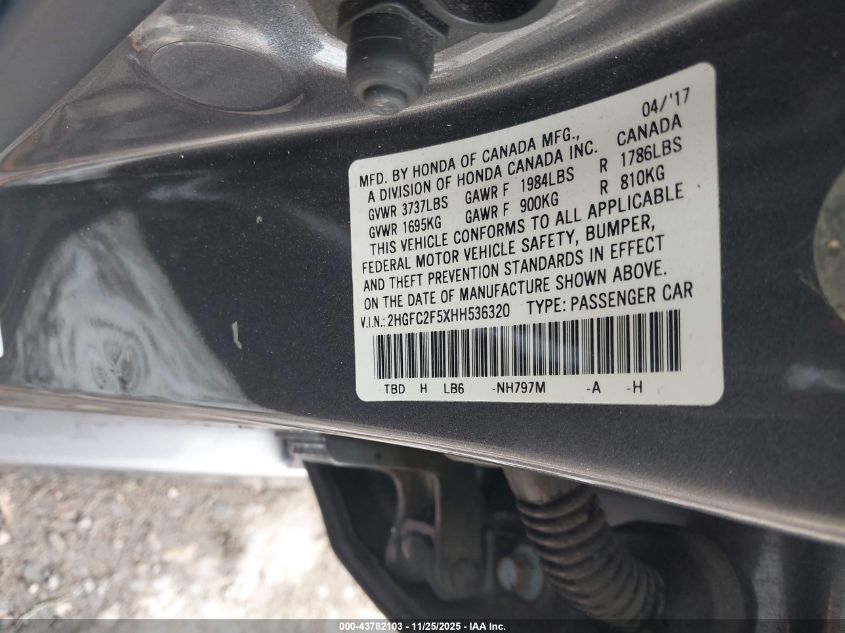 04/'17
MFD. BY HONDA OF CANADA MFG.,
A DIVISION OF HONDA CANADA INC. CANADA
GVWR 3737LBS GAWR F 1984LBS R 1786LBS
GVWR 1695KG GAWR F 900KG R 810KG
THIS VEHICLE CONFORMS TO ALL APPLICABLE
FEDERAL MOTOR VEHICLE SAFETY, BUMPER,
AND THEFT PREVENTION STANDARDS IN EFFECT
ON THE DATE OF MANUFACTURE SHOWN ABOVE.
V.I.N.:2HGFC2F5XHH536320 TYPE: PASSENGER CAR
TBD H LB6 -NH797M -A -H
000-43782103 - 11/25/2025 - IAA Inc.